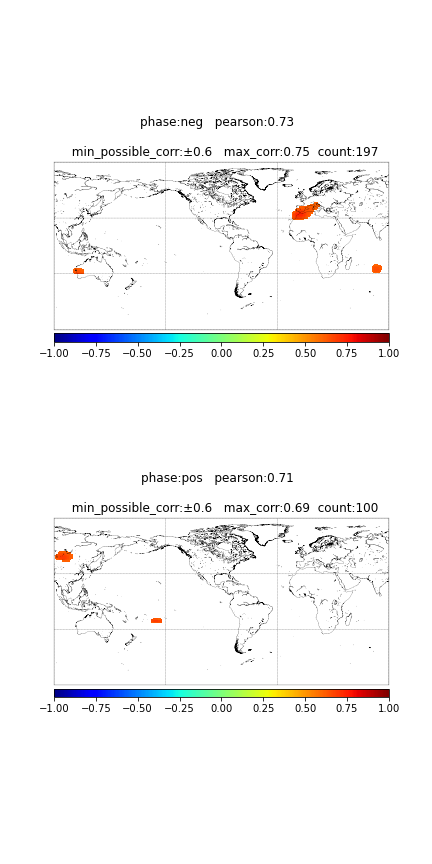 phase:neg   pearson:0.73
min_possible_corr:±0.6   max_corr:0.75  count:197
−1.00 −0.75 −0.50 −0.25 0.00 0.25 0.50 0.75 1.00
phase:pos   pearson:0.71
min_possible_corr:±0.6   max_corr:0.69  count:100
−1.00 −0.75 −0.50 −0.25 0.00 0.25 0.50 0.75 1.00